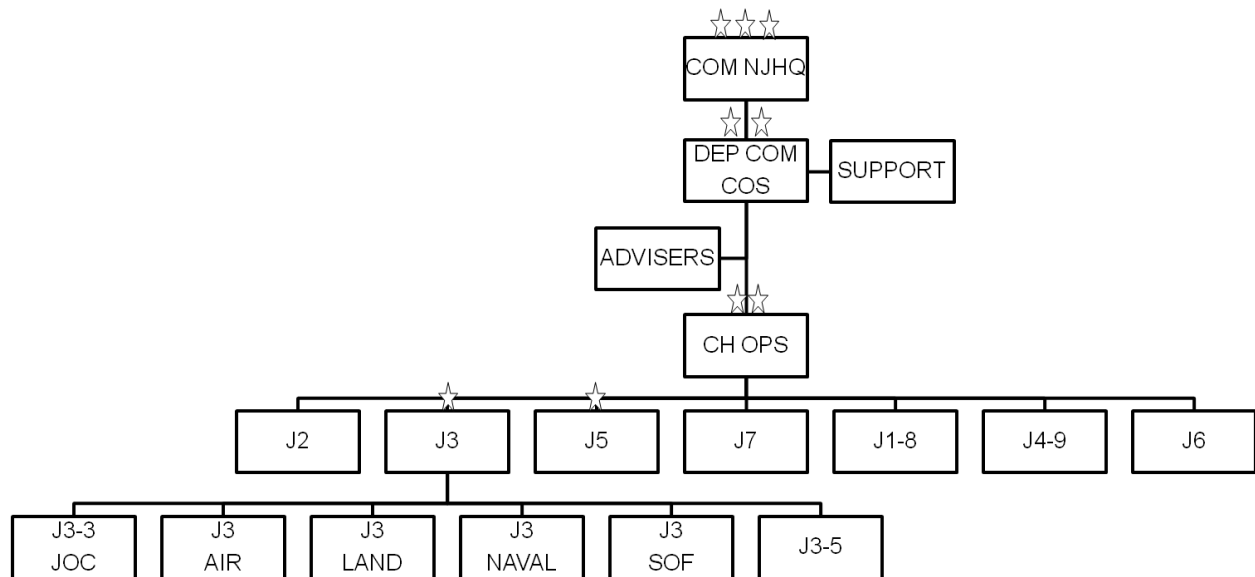 COM NJHQ
DEP COM
COS
SUPPORT
ADVISERS
CH OPS
J2
J3
J5
J7
J1-8
J4-9
J6
J3-3
JOC
J3
AIR
J3
LAND
J3
NAVAL
J3
SOF
J3-5